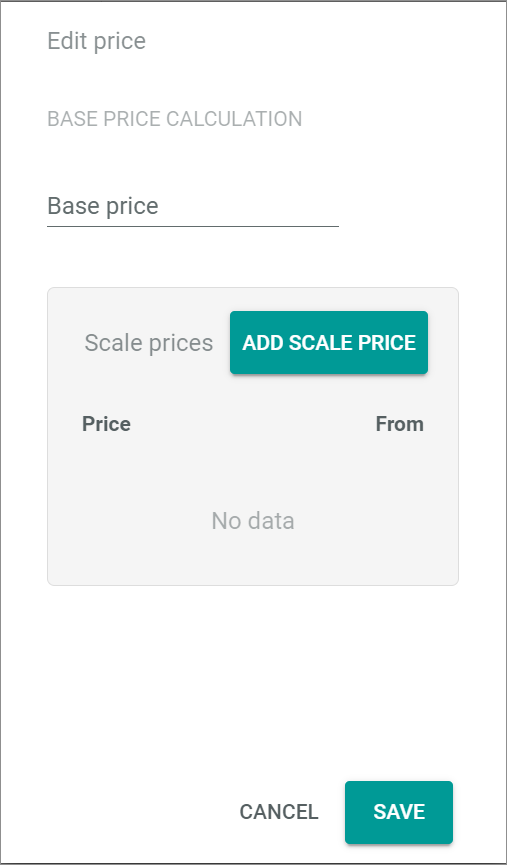 Edit price
BASE PRICE CALCULATION
Base price
Scale prices ADD SCALE PRICE
Price From
No data
CANCEL SAVE